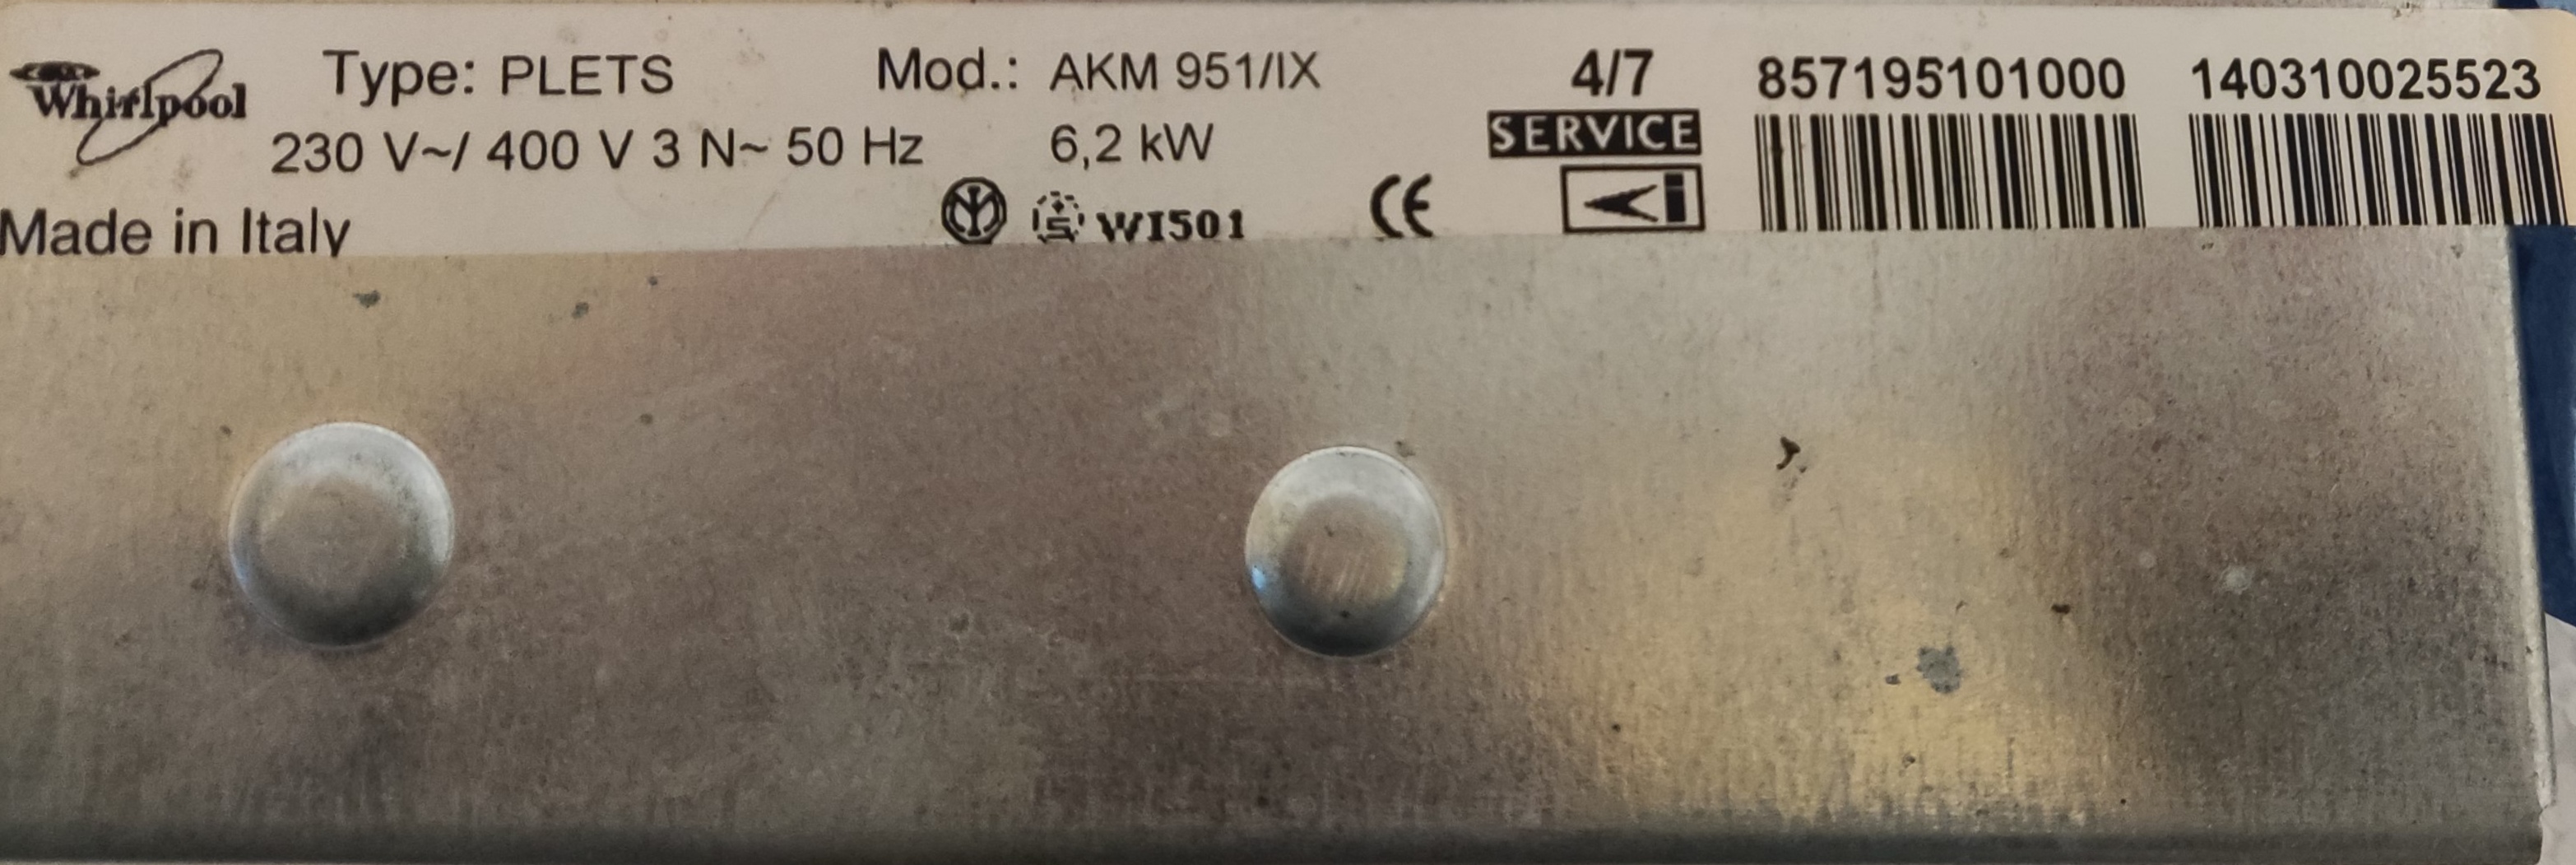 Whirlpool Type: PLETS Mod.: AKM 951/IX 4/7 857195101000 140310025523
230 V~/ 400 V 3 N~ 50 Hz 6,2 kW SERVICE
Made in Italy S WI501 CE i